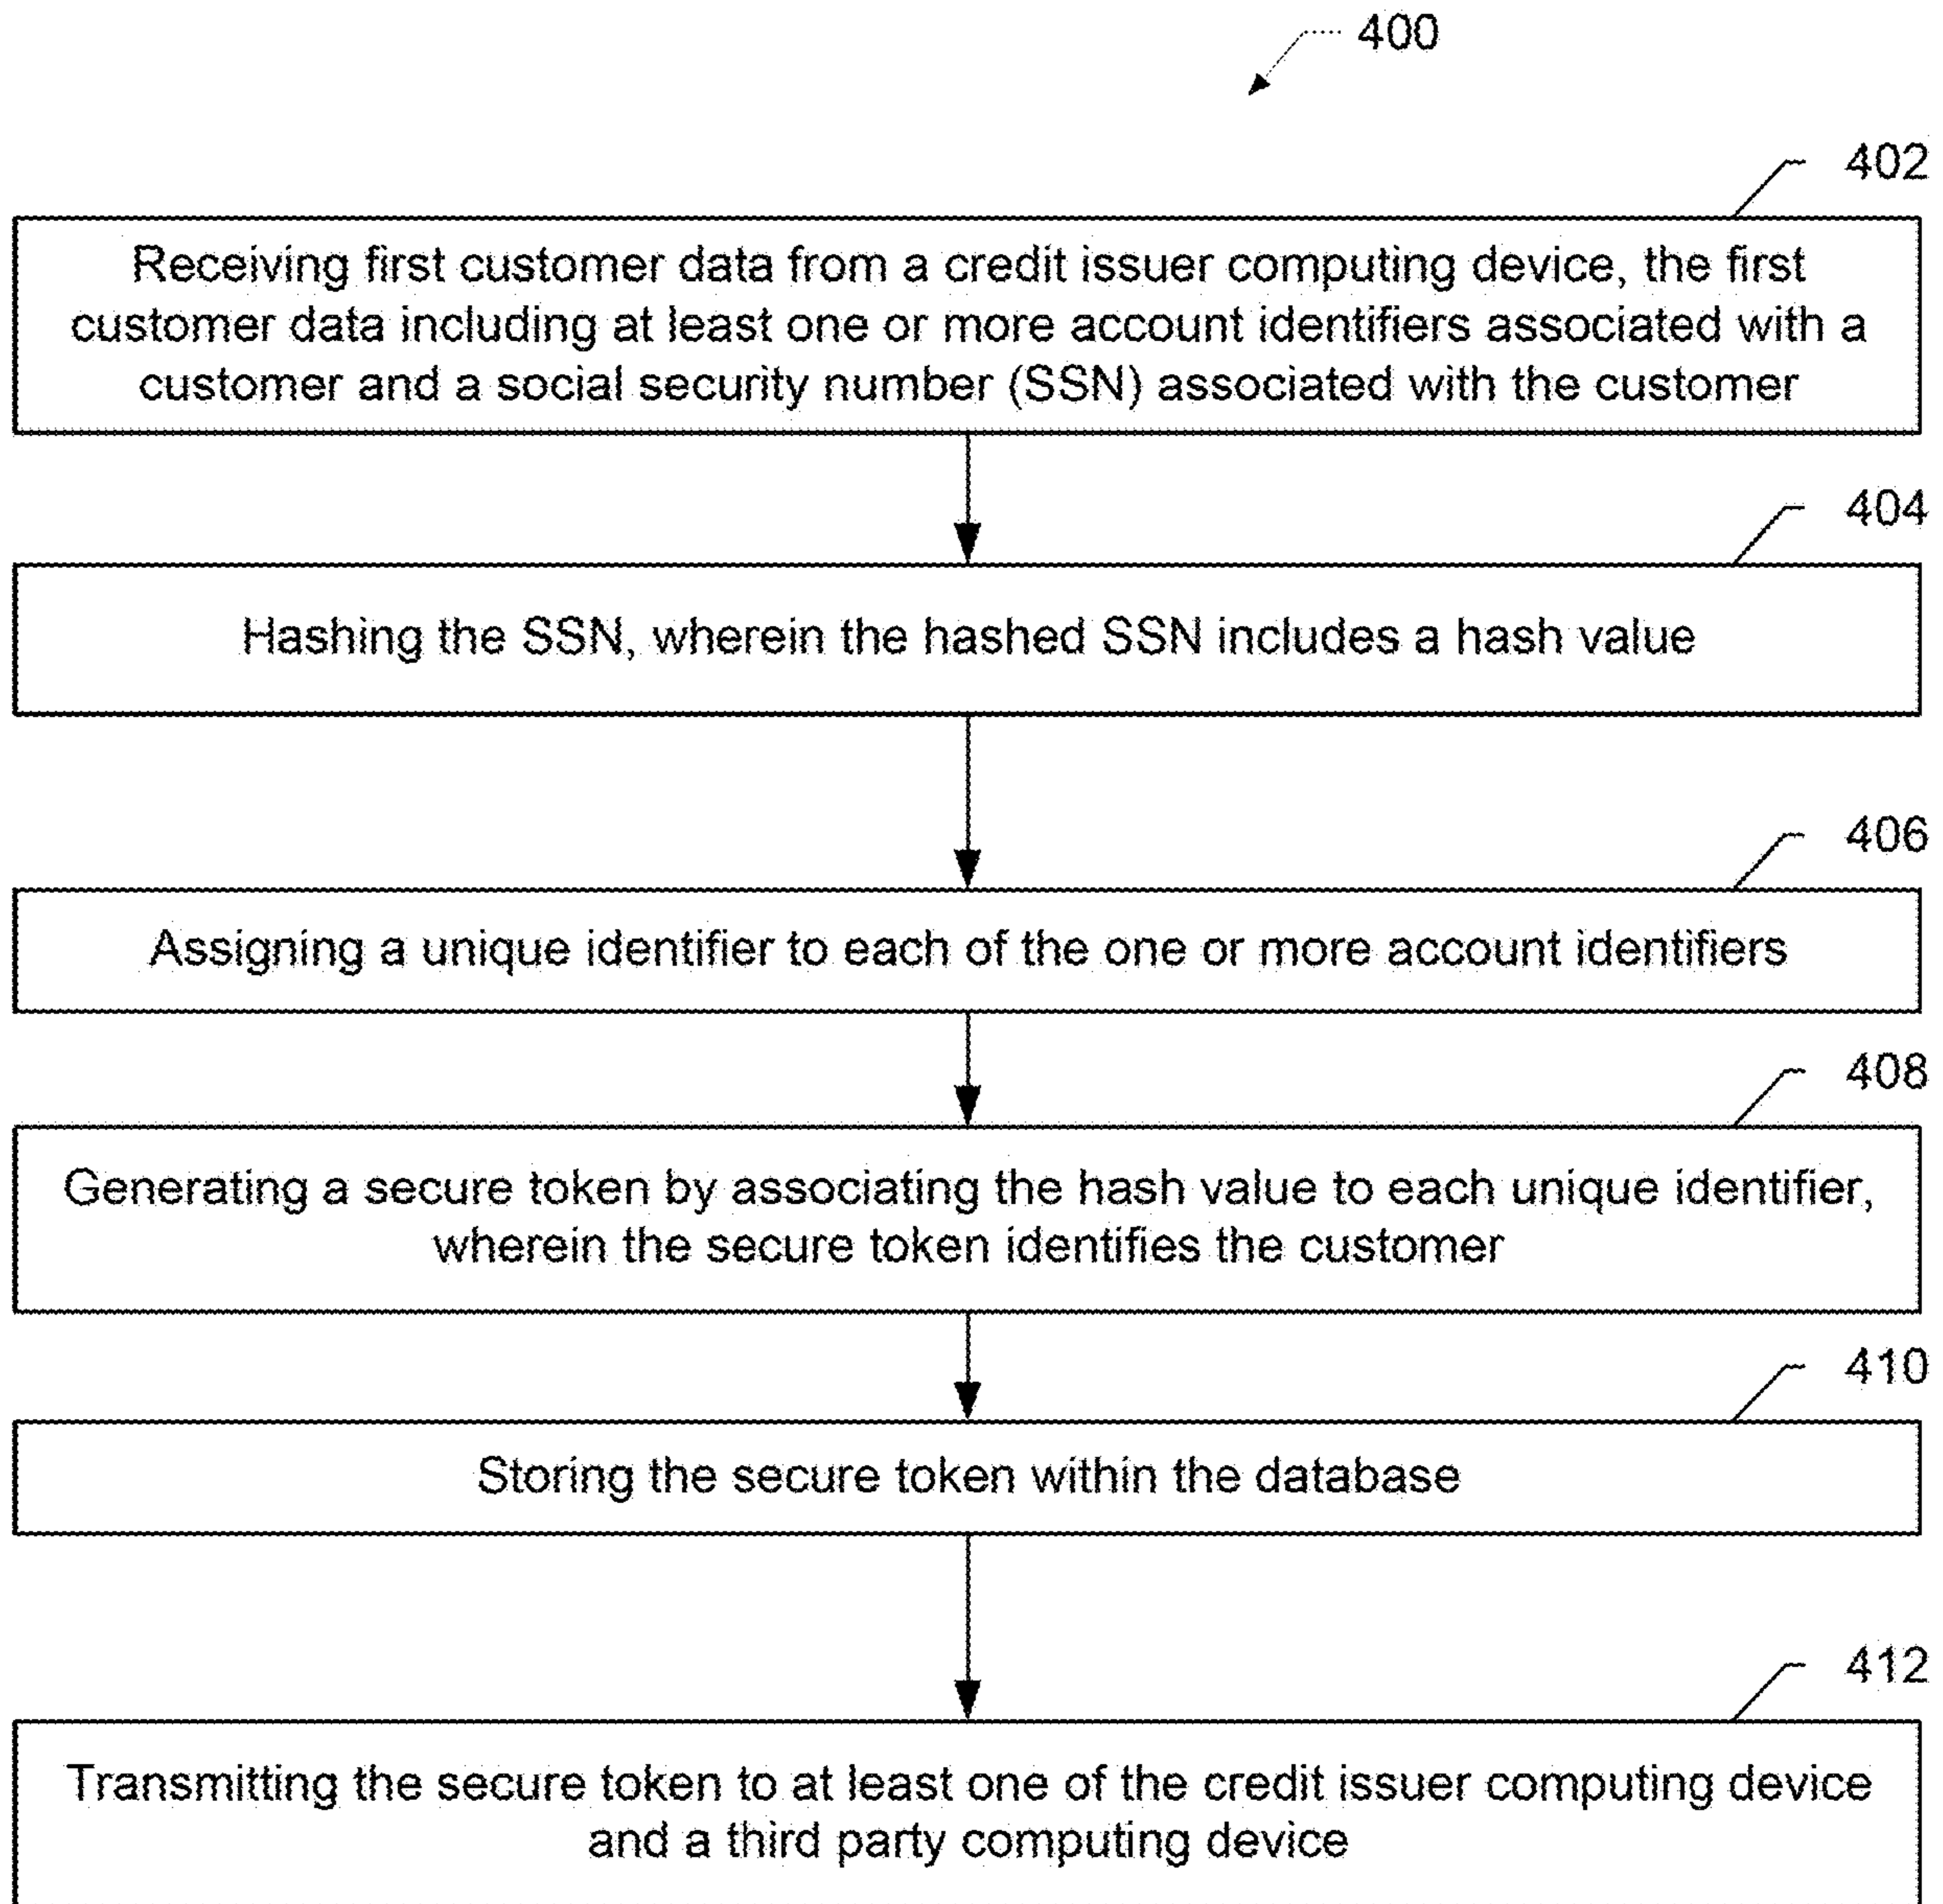 400
402
Receiving first customer data from a credit issuer computing device, the first
customer data including at least one or more account identifiers associated with a
customer and a social security number (SSN) associated with the customer
404
Hashing the SSN, wherein the hashed SSN includes a hash value
406
Assigning a unique identifier to each of the one or more account identifiers
408
Generating a secure token by associating the hash value to each unique identifier,
wherein the secure token identifies the customer
410
Storing the secure token within the database
412
Transmitting the secure token to at least one of the credit issuer computing device
and a third party computing device